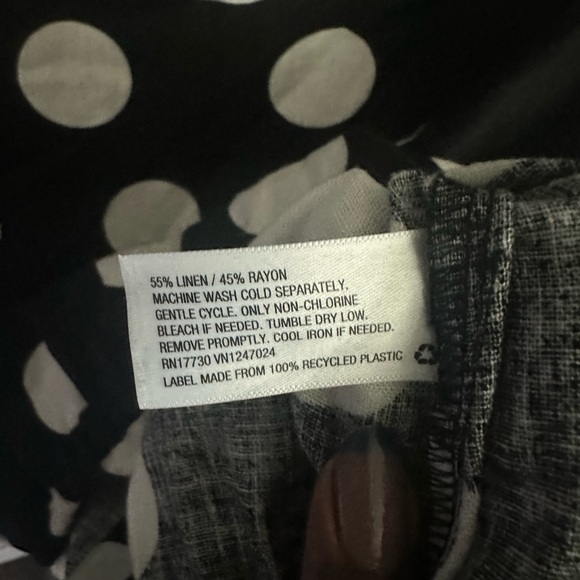 55% LINEN / 45% RAYON
MACHINE WASH COLD SEPARATELY,
GENTLE CYCLE. ONLY NON-CHLORINE
BLEACH IF NEEDED. TUMBLE DRY LOW.
REMOVE PROMPTLY. COOL IRON IF NEEDED.
RN17730 VN1247024
LABEL MADE FROM 100% RECYCLED PLASTIC